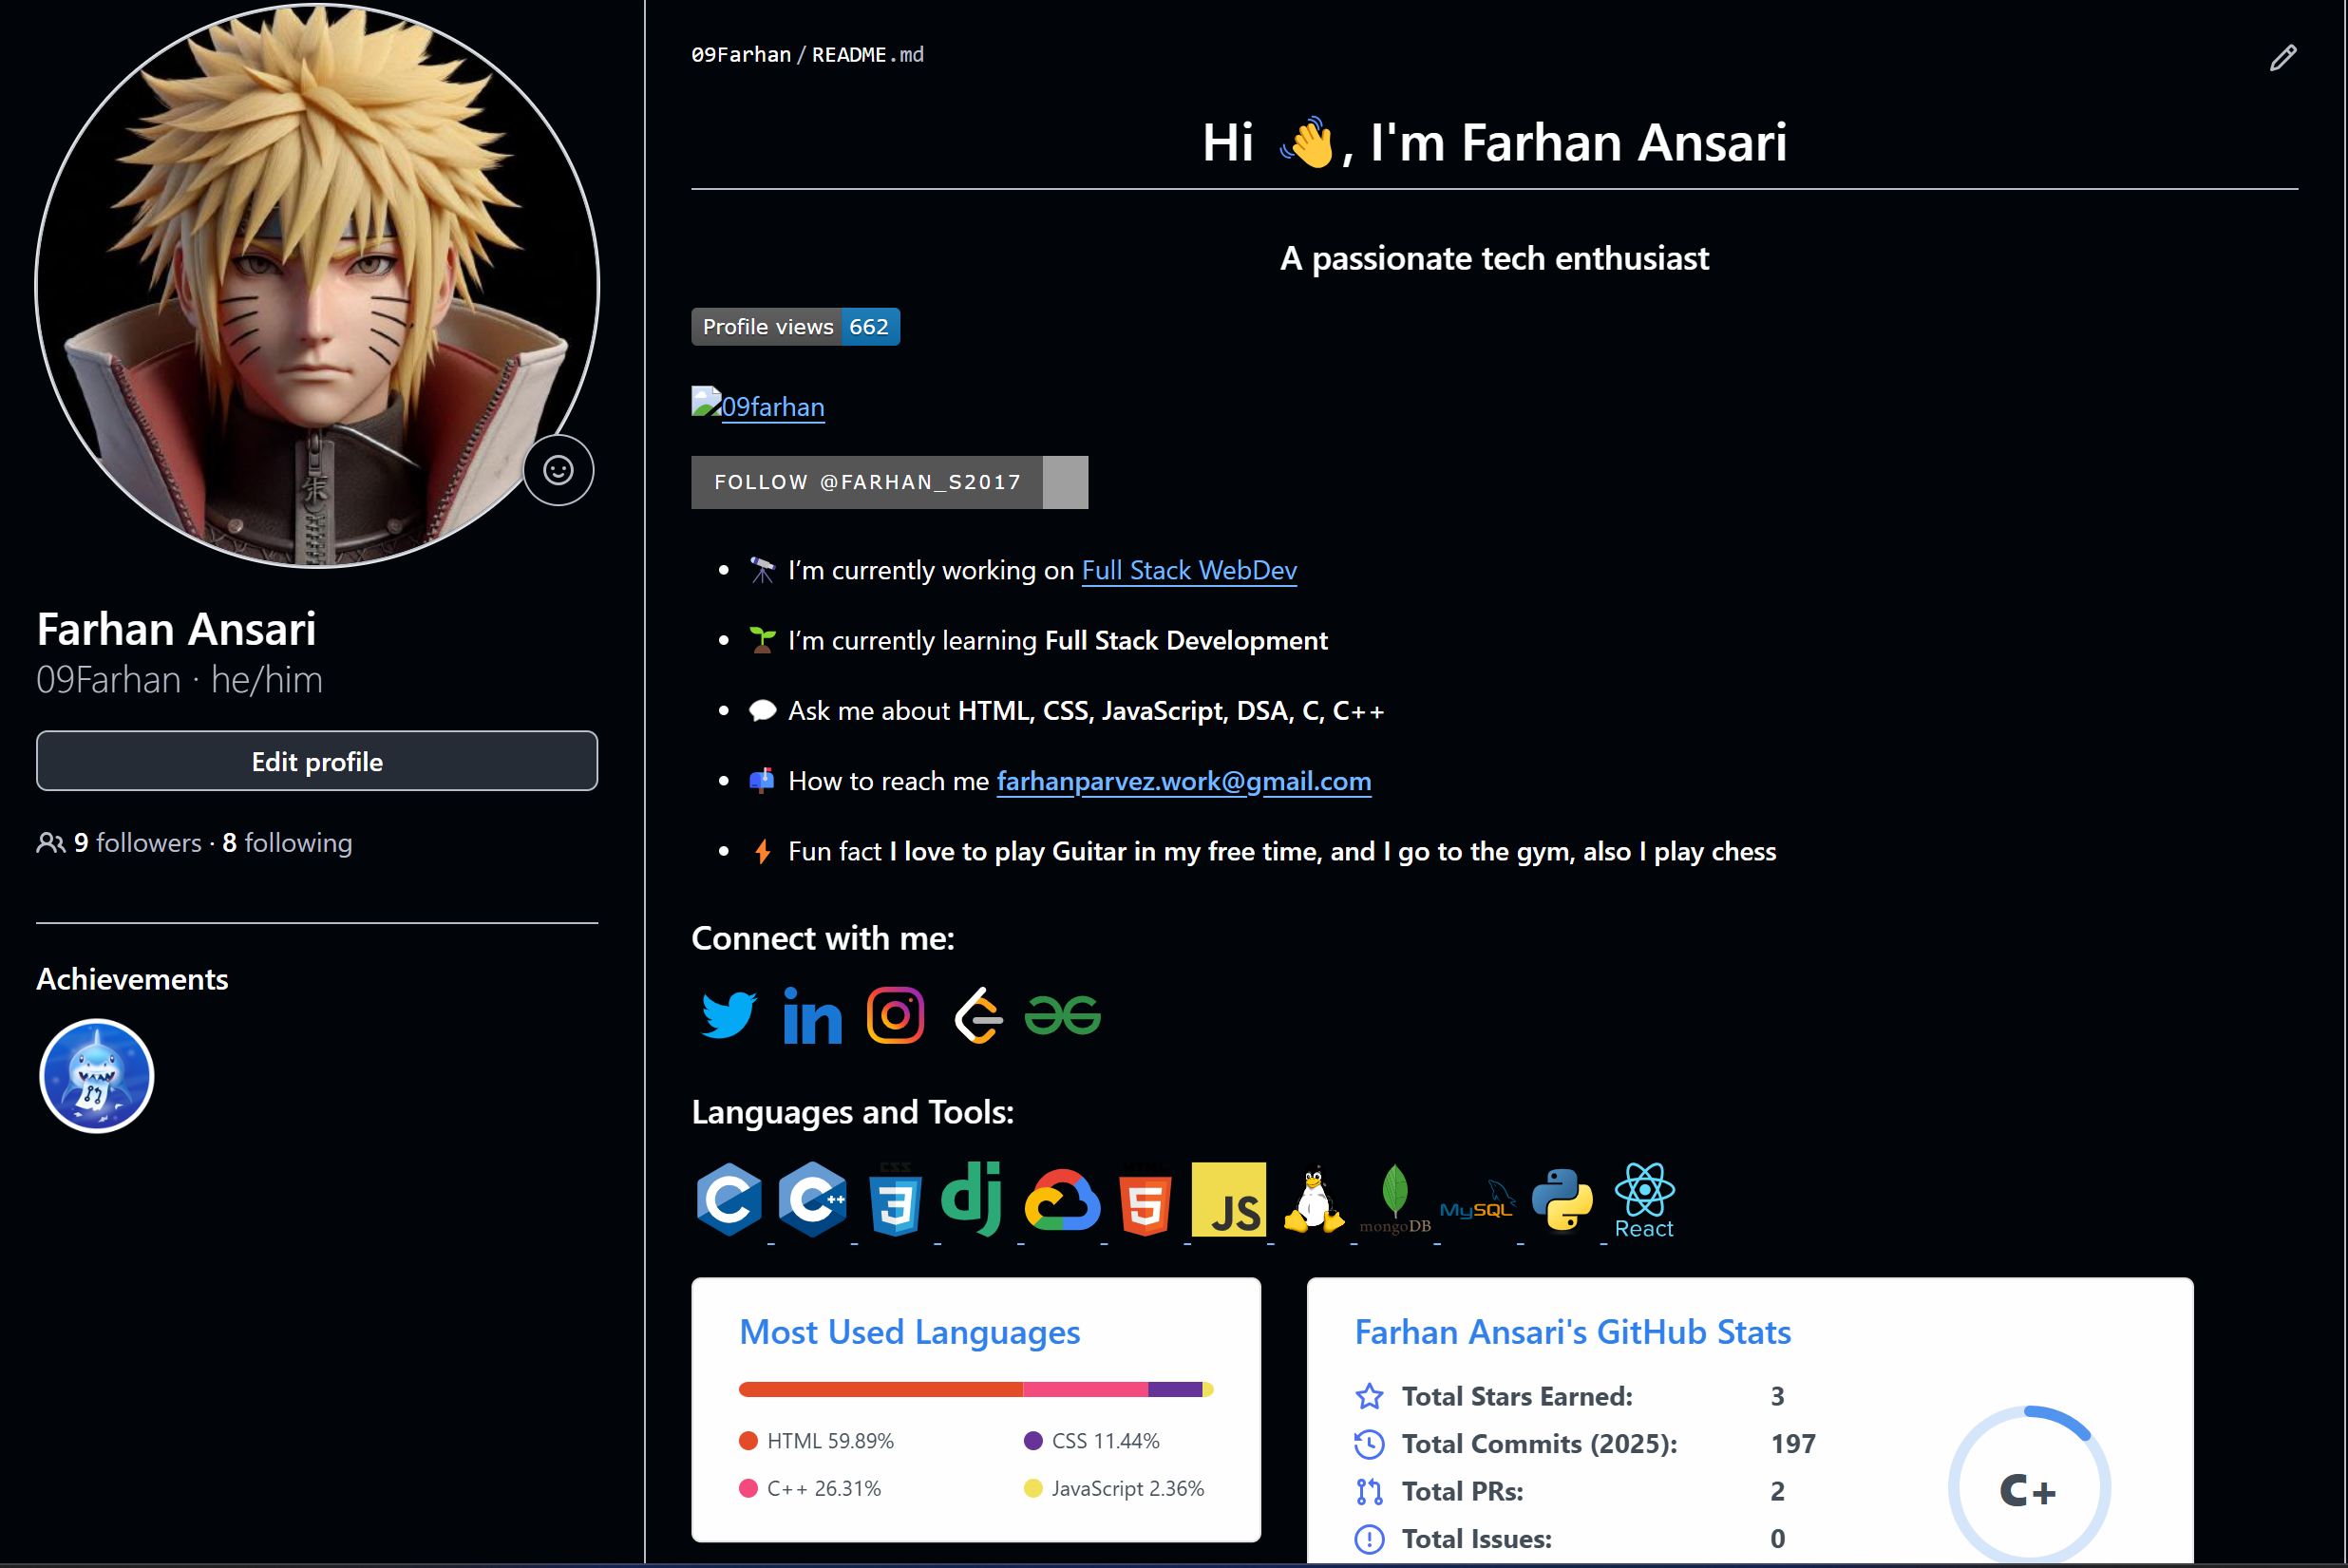 Farhan Ansari
09Farhan · he/him
Edit profile
9 followers · 8 following
Achievements
09Farhan / README.md
Hi 👋, I'm Farhan Ansari
A passionate tech enthusiast
Profile views 662
09farhan
FOLLOW @FARHAN_S2017
🔭 I’m currently working on Full Stack WebDev
🌱 I’m currently learning Full Stack Development
💬 Ask me about HTML, CSS, JavaScript, DSA, C, C++
📫 How to reach me farhanparvez.work@gmail.com
⚡ Fun fact I love to play Guitar in my free time, and I go to the gym, also I play chess
Connect with me:
in
Languages and Tools:
C C++ CSS 3 dj 5 JS mongoDB MySQL React
Most Used Languages
HTML 59.89%
CSS 11.44%
C++ 26.31%
JavaScript 2.36%
Farhan Ansari's GitHub Stats
Total Stars Earned: 3
Total Commits (2025): 197
Total PRs: 2
Total Issues: 0
C+